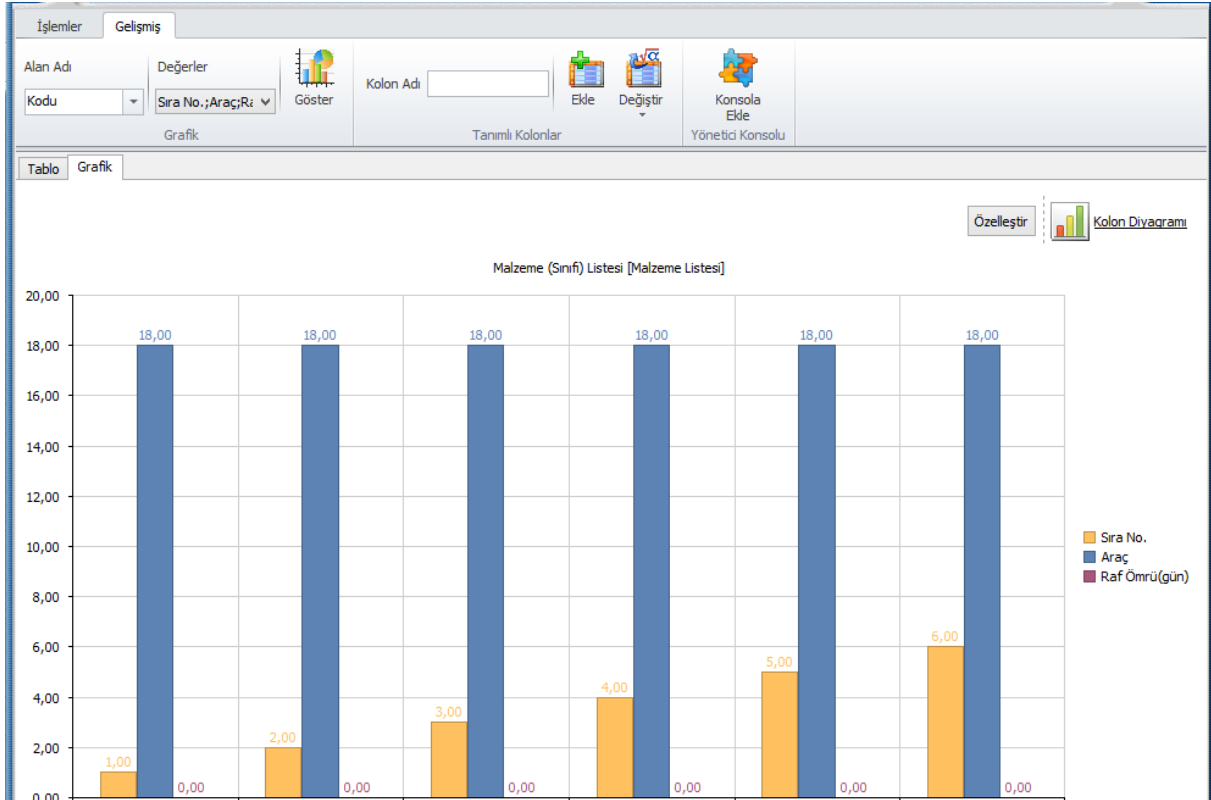 İşlemler Gelişmiş
Alan Adı Değerler
Kodu Sıra No.;Araç;Ra Göster Kolon Adı Ekle Değiştir Konsola
Ekle
Grafik Tanımlı Kolonlar Yönetici Konsolu
Tablo Grafik
Özelleştir Kolon Diyagramı
Malzeme (Sınıfı) Listesi [Malzeme Listesi]
20,00
18,00 18,00 18,00 18,00 18,00 18,00
18,00
16,00
14,00
12,00
10,00
Sıra No.
Araç
Raf Ömrü(gün)
8,00
6,00
6,00
5,00
4,00
4,00
3,00
2,00
2,00
1,00
0,00 0,00 0,00 0,00 0,00 0,00
0,00